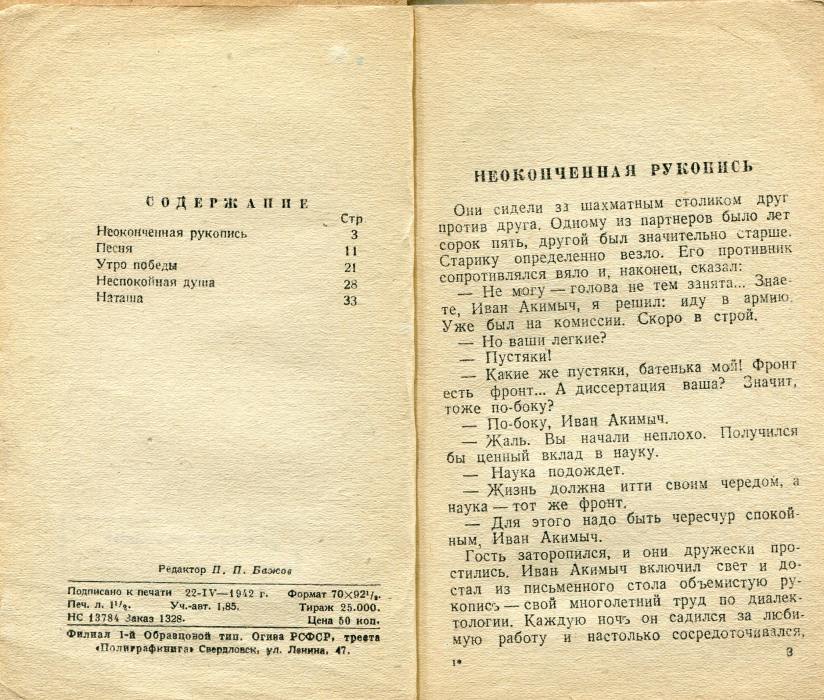 СОДЕРЖАНИЕ
Стр
Неоконченная рукопись 3
Песня 11
Утро победы 21
Неспокойная душа 28
Наташа 33
Редактор П. П. Бажов
Подписано к печати 22-IV—1942 г. Формат 70×92¹/₈.
Печ. л. 1¹/₂. Уч.-авт. 1,85. Тираж 25.000.
НС 13784 Заказ 1328. Цена 50 коп.
Филиал 1-й Образцовой тип. Огиза РСФСР, треста
«Полиграфкнига» Свердловск, ул. Ленина, 47.
НЕОКОНЧЕННАЯ РУКОПИСЬ
Они сидели за шахматным столиком друг
против друга. Одному из партнеров было лет
сорок пять, другой был значительно старше.
Старику определенно везло. Его противник
сопротивлялся вяло и, наконец, сказал:
— Не могу — голова не тем занята... Знае-
те, Иван Акимыч, я решил: иду в армию.
Уже был на комиссии. Скоро в строй.
— Но ваши легкие?
— Пустяки!
— Какие же пустяки, батенька мой! Фронт
есть фронт... А диссертация ваша? Значит,
тоже по-боку?
— По-боку, Иван Акимыч.
— Жаль. Вы начали неплохо. Получился
бы ценный вклад в науку.
— Наука подождет.
— Жизнь должна итти своим чередом, а
наука — тот же фронт.
— Для этого надо быть чересчур спокой-
ным, Иван Акимыч.
Гость заторопился, и они дружески про-
стились. Иван Акимыч включил свет и до-
стал из письменного стола объемистую ру-
копись — свой многолетний труд по диалек-
тологии. Каждую ночь он садился за люби-
мую работу и настолько сосредоточивался,
1*
3